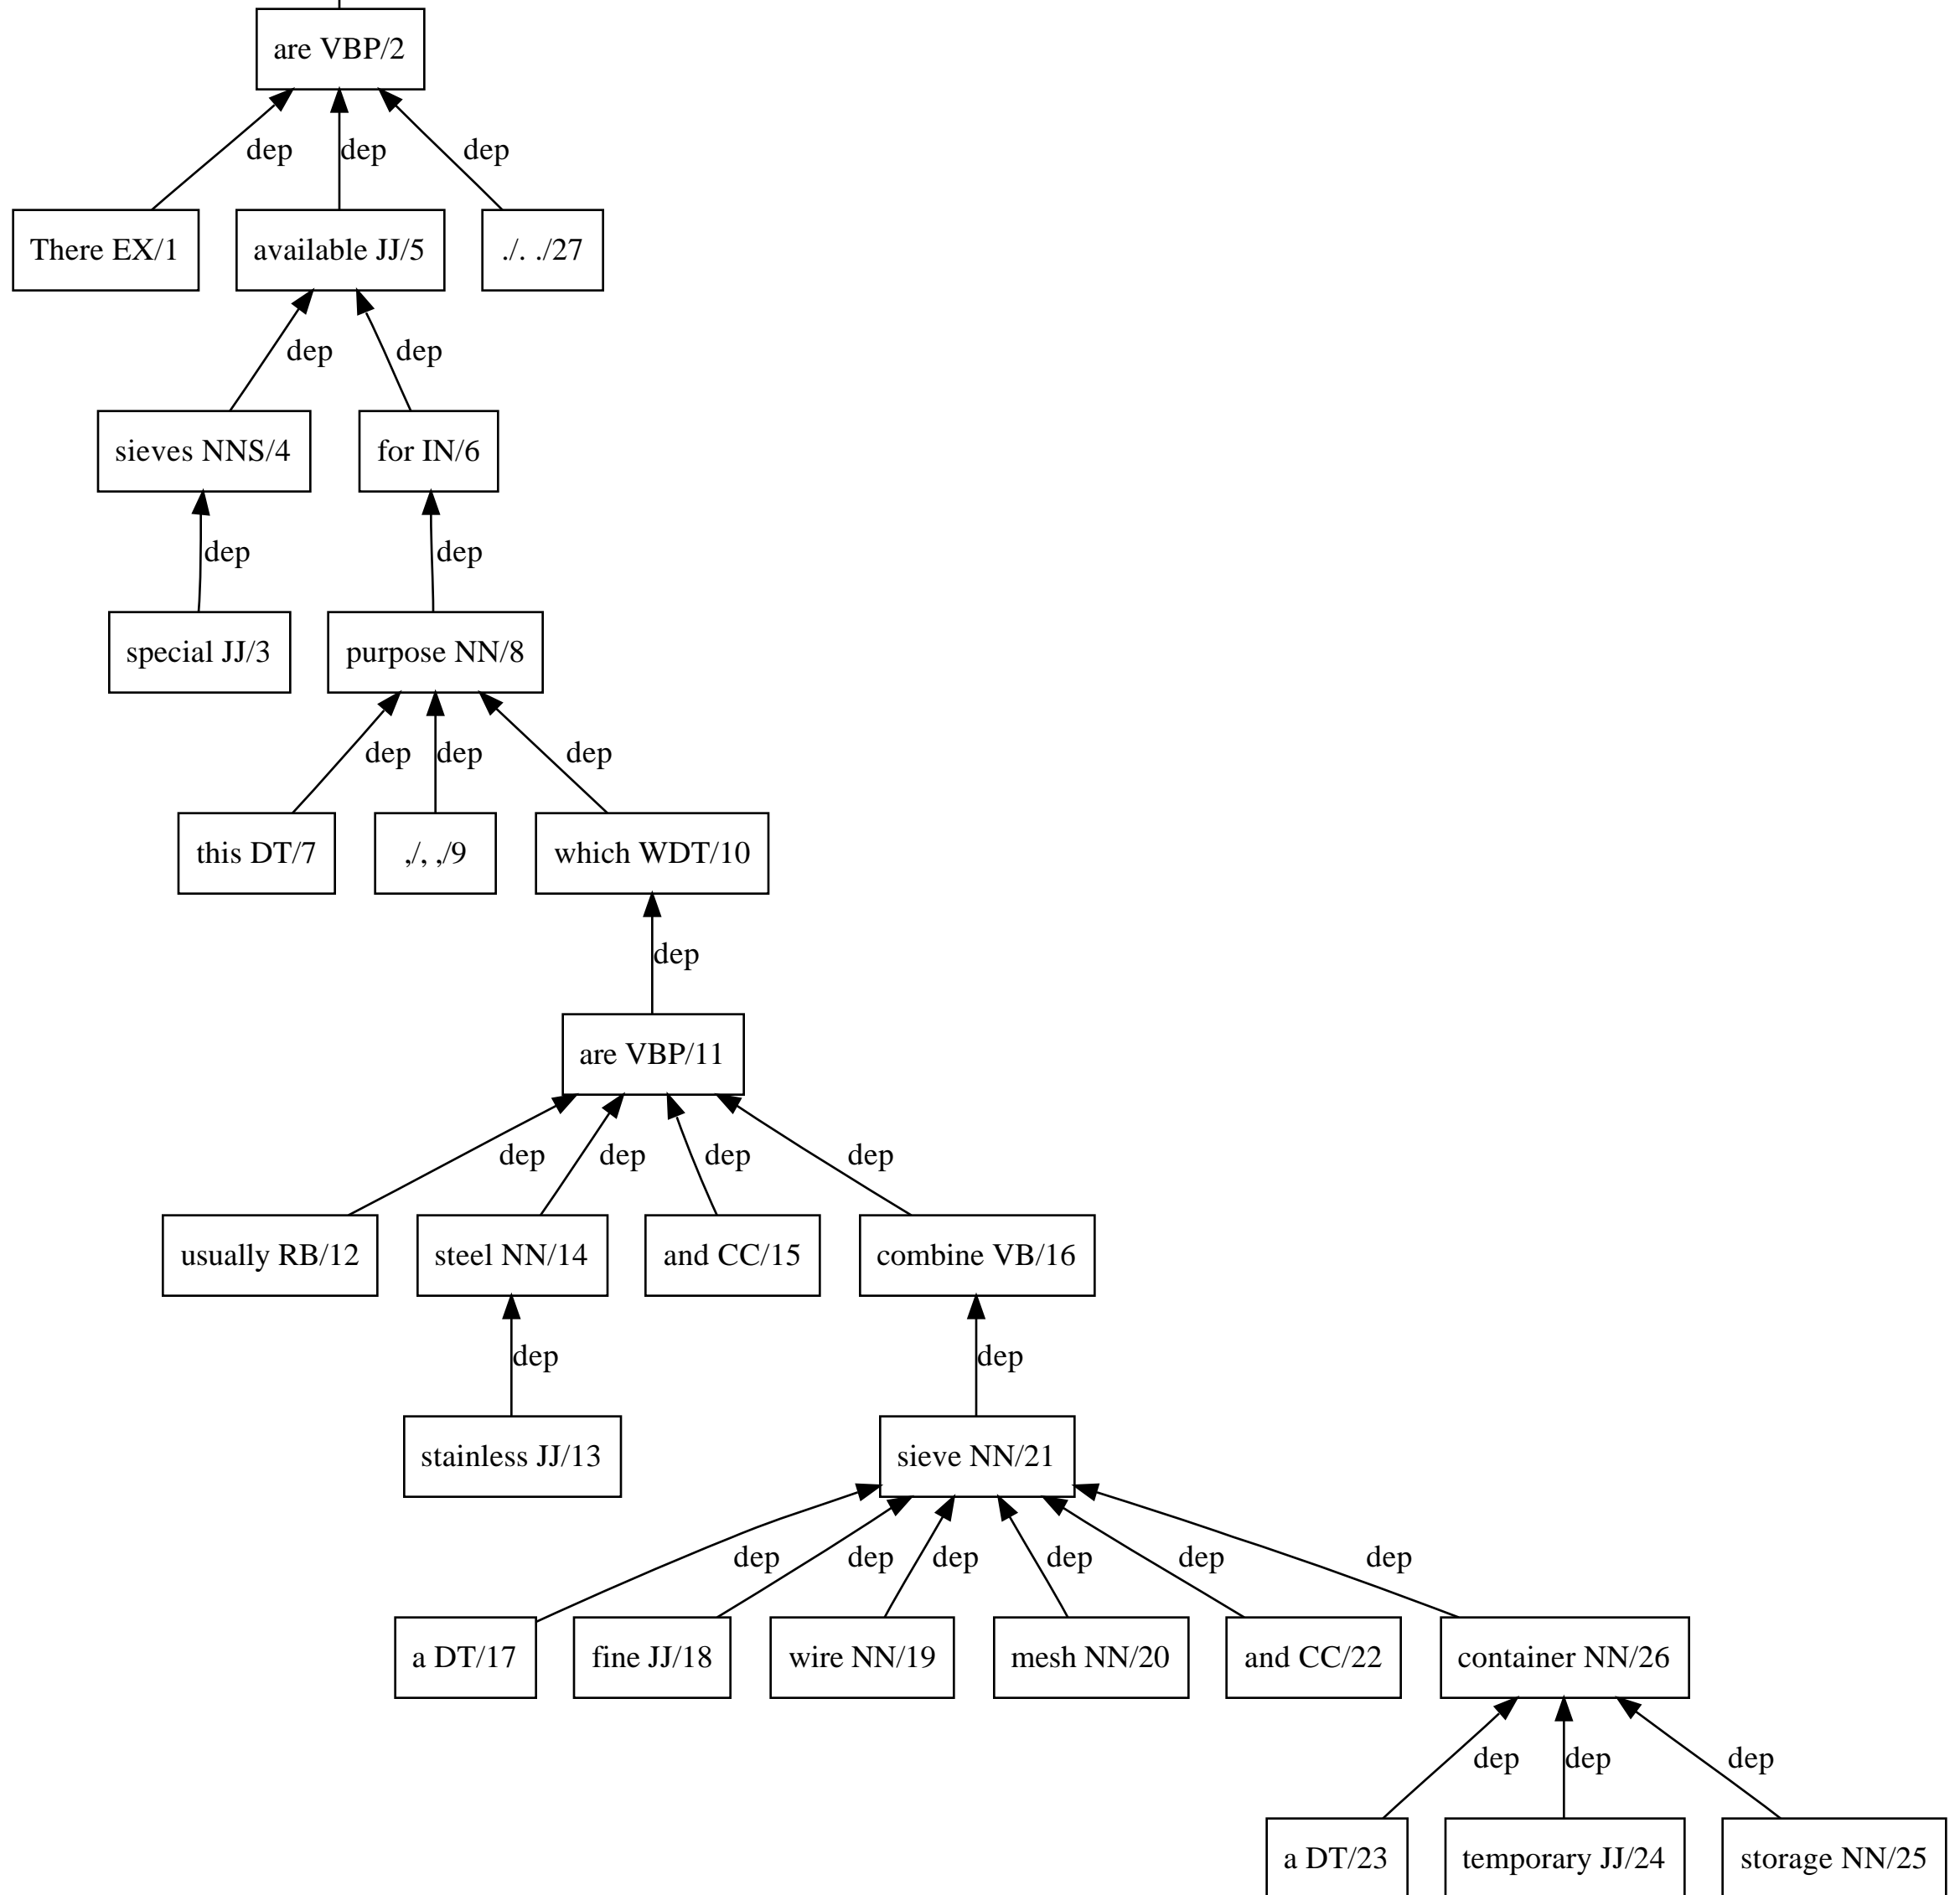 are VBP/2
dep dep dep
There EX/1 available JJ/5 ./. ./27
dep dep
sieves NNS/4 for IN/6
dep dep
special JJ/3 purpose NN/8
dep dep dep
this DT/7 ,/, ,/9 which WDT/10
dep
are VBP/11
dep dep dep dep
usually RB/12 steel NN/14 and CC/15 combine VB/16
dep dep
stainless JJ/13 sieve NN/21
dep dep dep dep dep dep
a DT/17 fine JJ/18 wire NN/19 mesh NN/20 and CC/22 container NN/26
dep dep dep
a DT/23 temporary JJ/24 storage NN/25